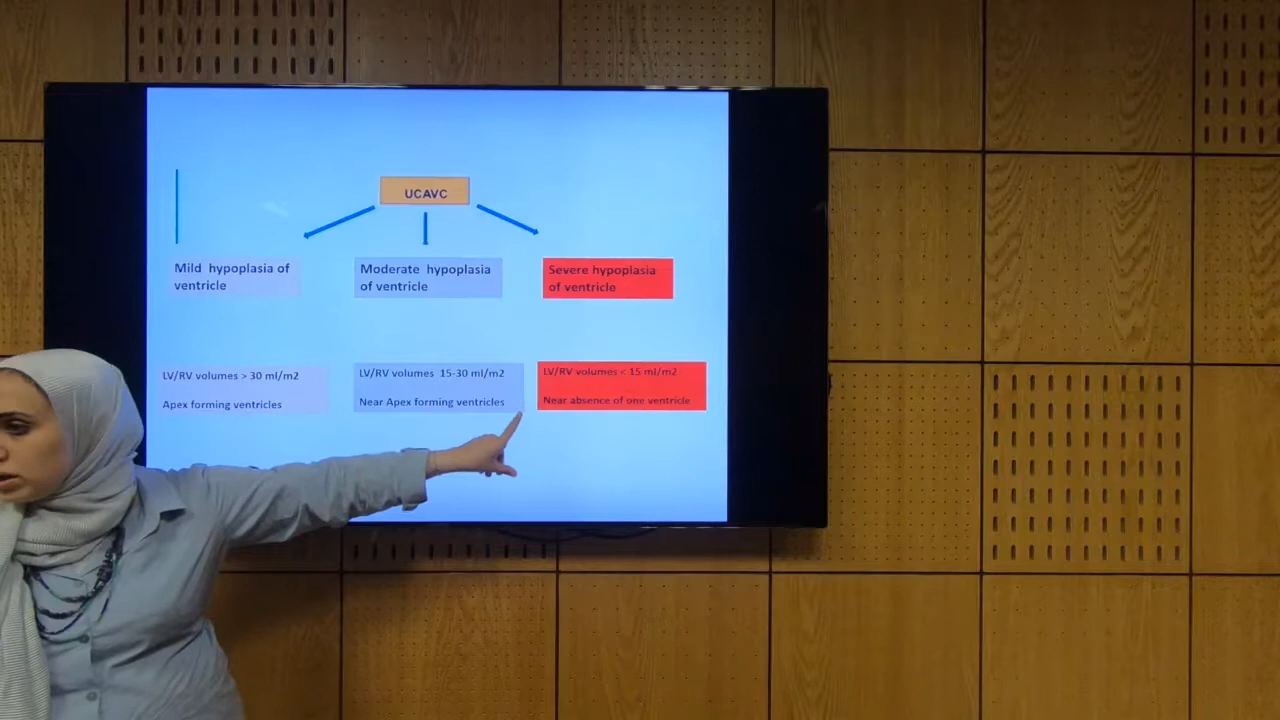 UCAVC
Mild hypoplasia of
ventricle
Moderate hypoplasia
of ventricle
Severe hypoplasia
of ventricle
LV/RV volumes > 30 ml/m2
Apex forming ventricles
LV/RV volumes 15-30 ml/m2
Near Apex forming ventricles
LV/RV volumes < 15 ml/m2
Near absence of one ventricle